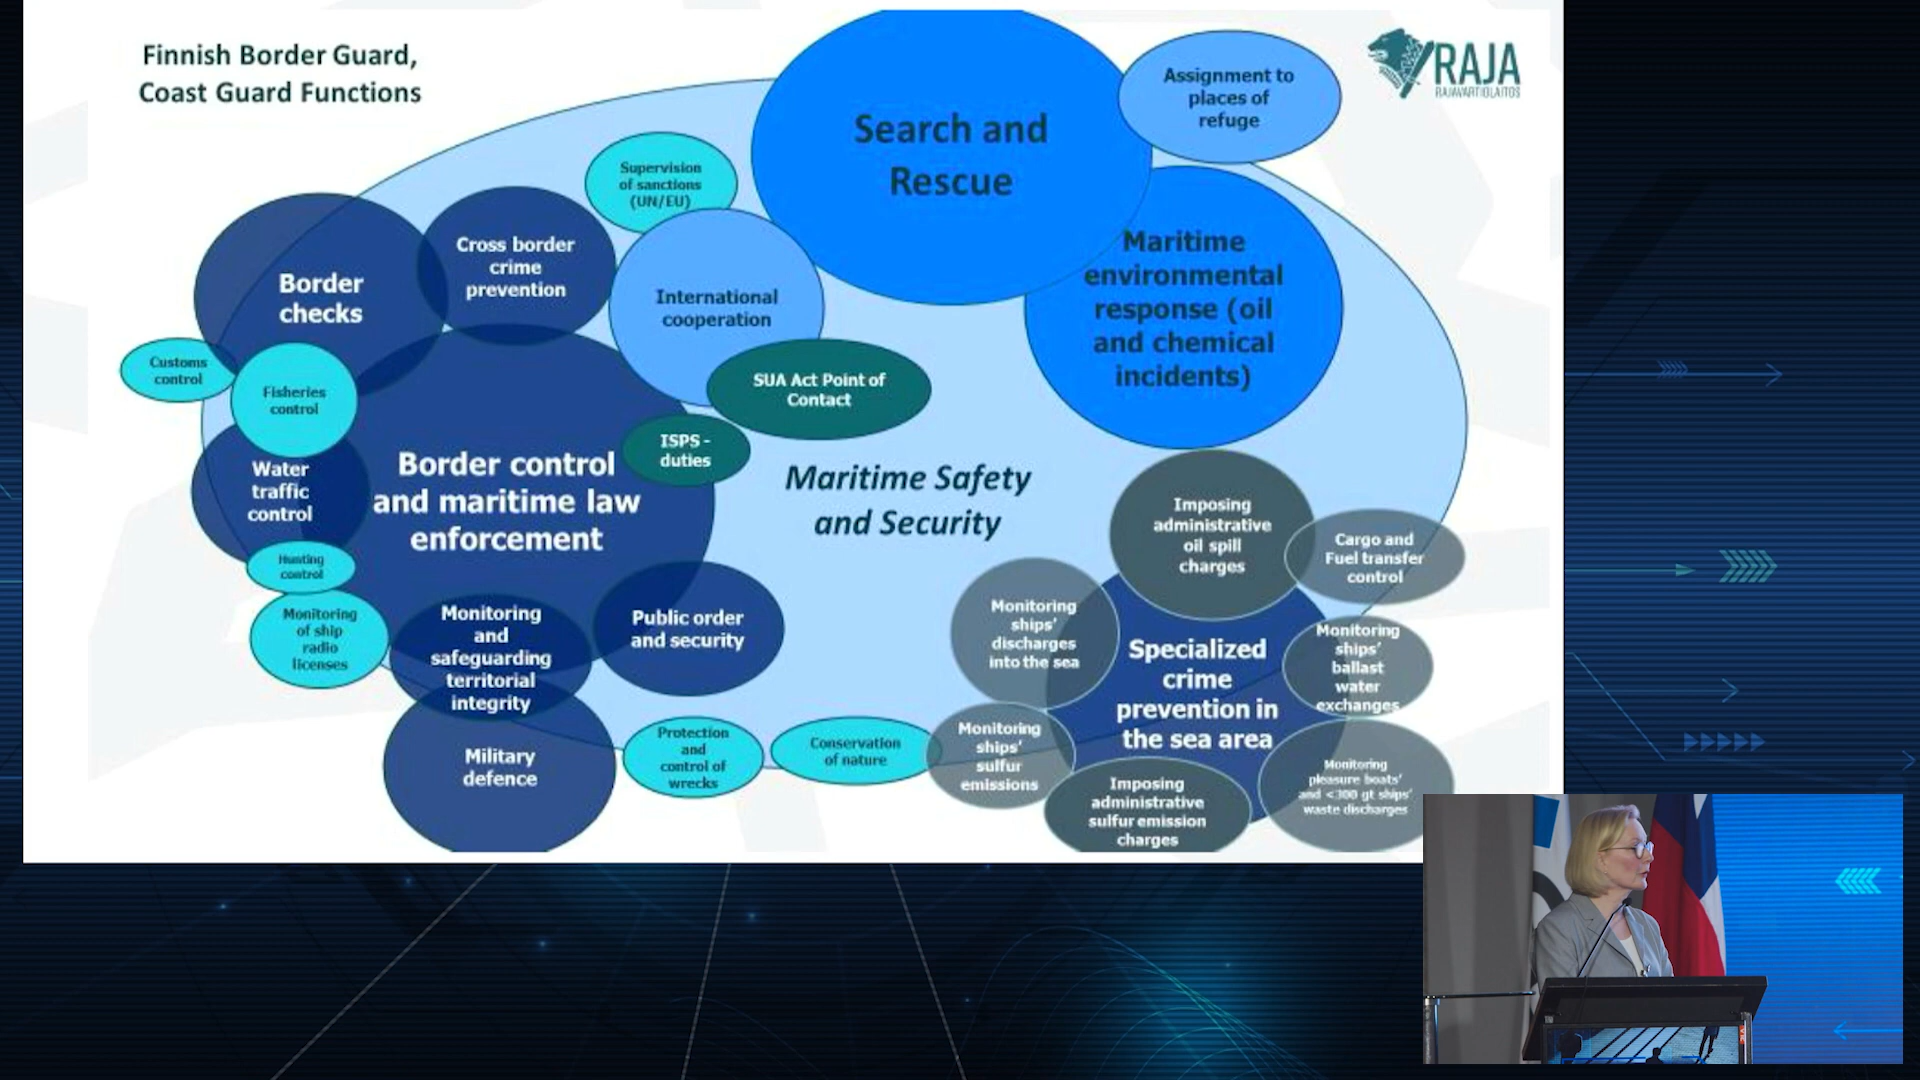 Finnish Border Guard,
Coast Guard Functions
RAJA
RAJAVARTIOLAITOS
Search and
Rescue
Assignment to
places of
refuge
Supervision
of sanctions
(UN/EU)
Maritime
environmental
response (oil
and chemical
incidents)
Border
checks
Cross border
crime
prevention
International
cooperation
Customs
control
Fisheries
control
SUA Act Point of
Contact
ISPS -
duties
Water
traffic
control
Border control
and maritime law
enforcement
Maritime Safety
and Security
Imposing
administrative
oil spill
charges
Cargo and
Fuel transfer
control
Hunting
control
Monitoring
of ship
radio
licenses
Monitoring
and
safeguarding
territorial
integrity
Public order
and security
Monitoring
ships'
discharges
into the sea
Specialized
crime
prevention in
the sea area
Monitoring
ships'
ballast
water
exchanges
Military
defence
Protection
and
control of
wrecks
Conservation
of nature
Monitoring
ships'
sulfur
emissions
Imposing
administrative
sulfur emission
charges
Monitoring
pleasure boats'
and <300 gt ships'
waste discharges